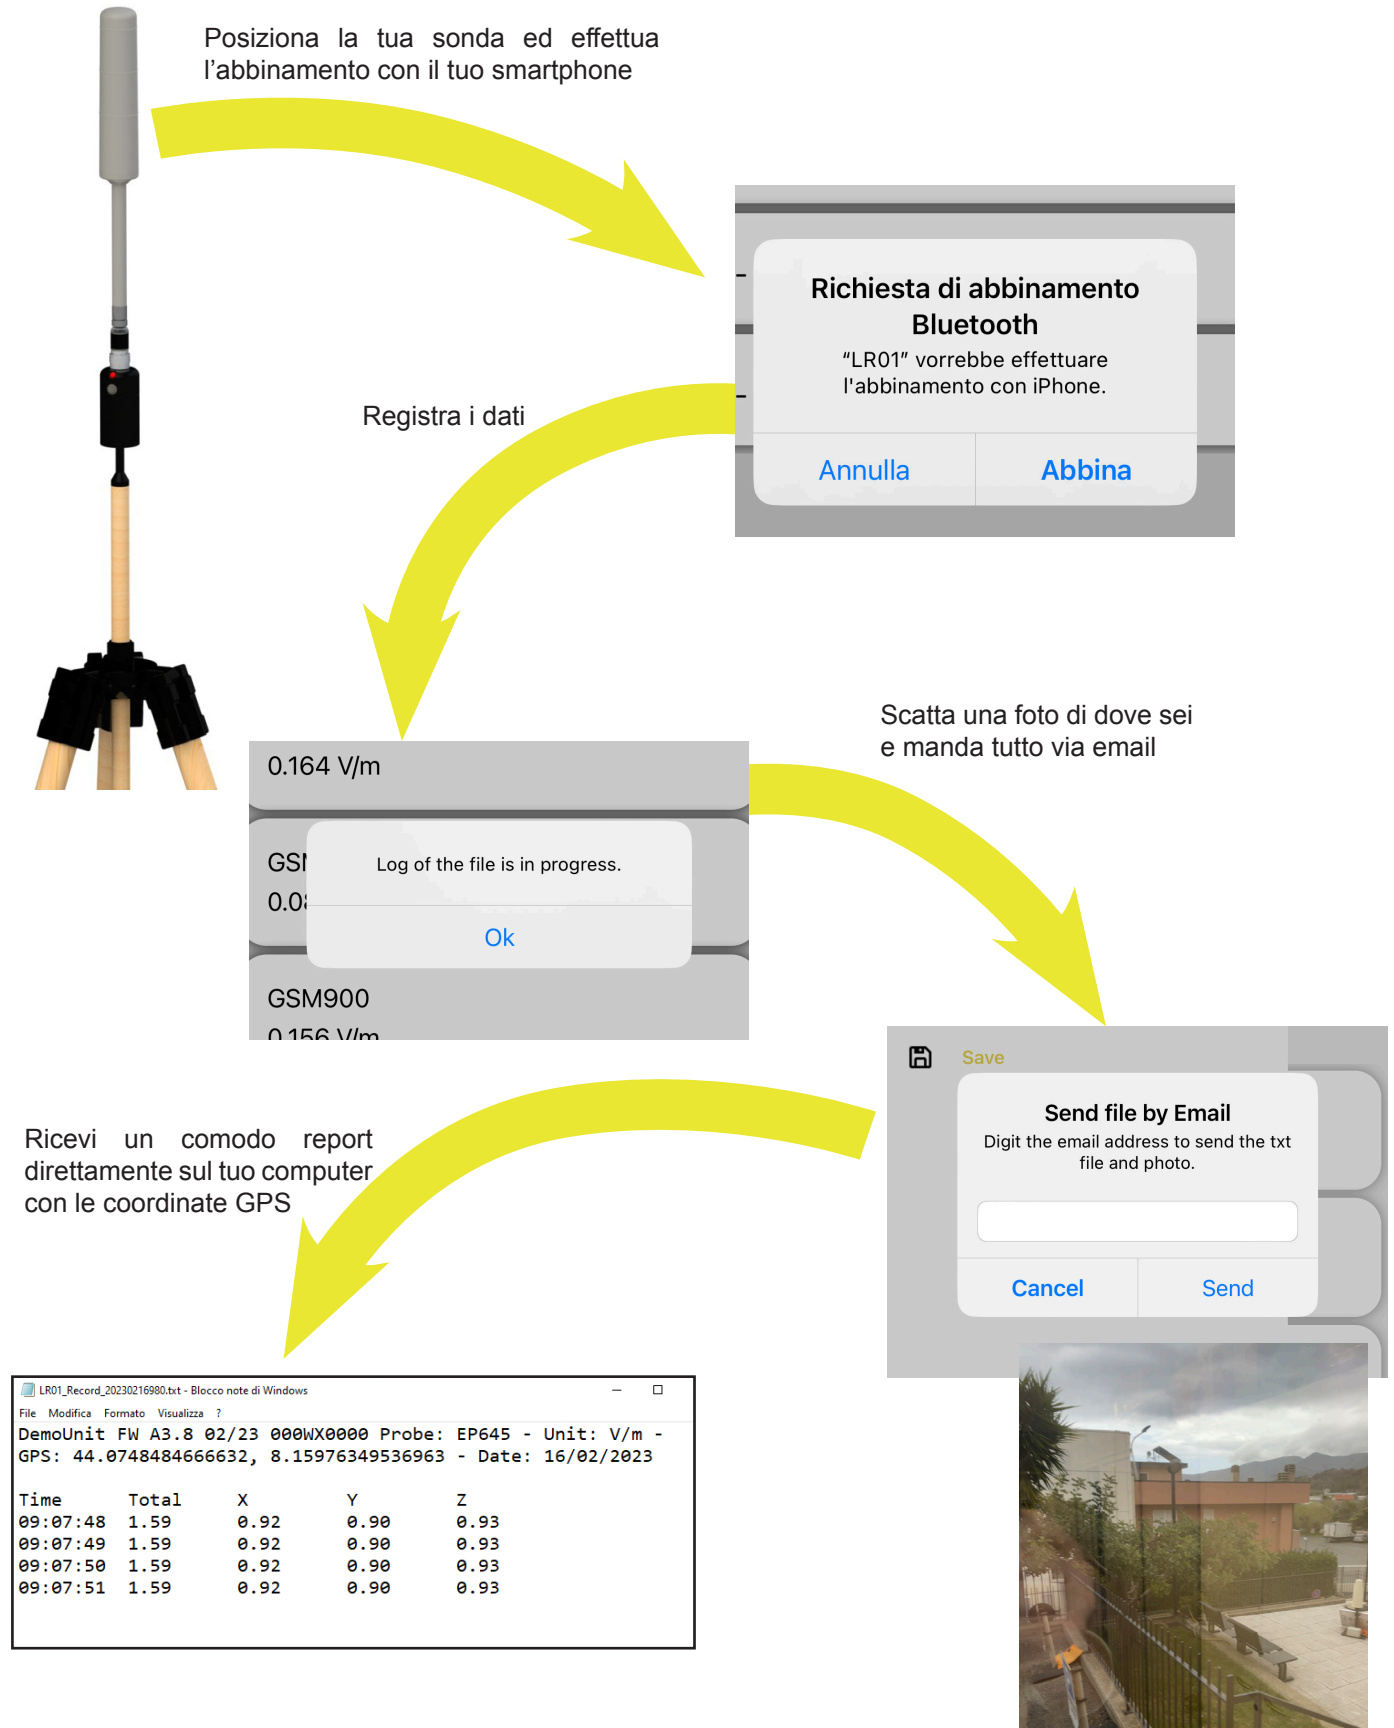 Posiziona la tua sonda ed effettua
l'abbinamento con il tuo smartphone
Richiesta di abbinamento
Bluetooth
“LR01” vorrebbe effettuare
l'abbinamento con iPhone.
Annulla
Abbina
Registra i dati
0.164 V/m
GSM
0.08
Log of the file is in progress.
Ok
GSM900
0.156 V/m
Scatta una foto di dove sei
e manda tutto via email
Save
Send file by Email
Digit the email address to send the txt
file and photo.
Cancel
Send
Ricevi un comodo report
direttamente sul tuo computer
con le coordinate GPS
LR01_Record_20230216980.txt - Blocco note di Windows
File Modifica Formato Visualizza ?
DemoUnit FW A3.8 02/23 000WX0000 Probe: EP645 - Unit: V/m -
GPS: 44.0748484666632, 8.15976349536963 - Date: 16/02/2023
Time Total X Y Z
09:07:48 1.59 0.92 0.90 0.93
09:07:49 1.59 0.92 0.90 0.93
09:07:50 1.59 0.92 0.90 0.93
09:07:51 1.59 0.92 0.90 0.93